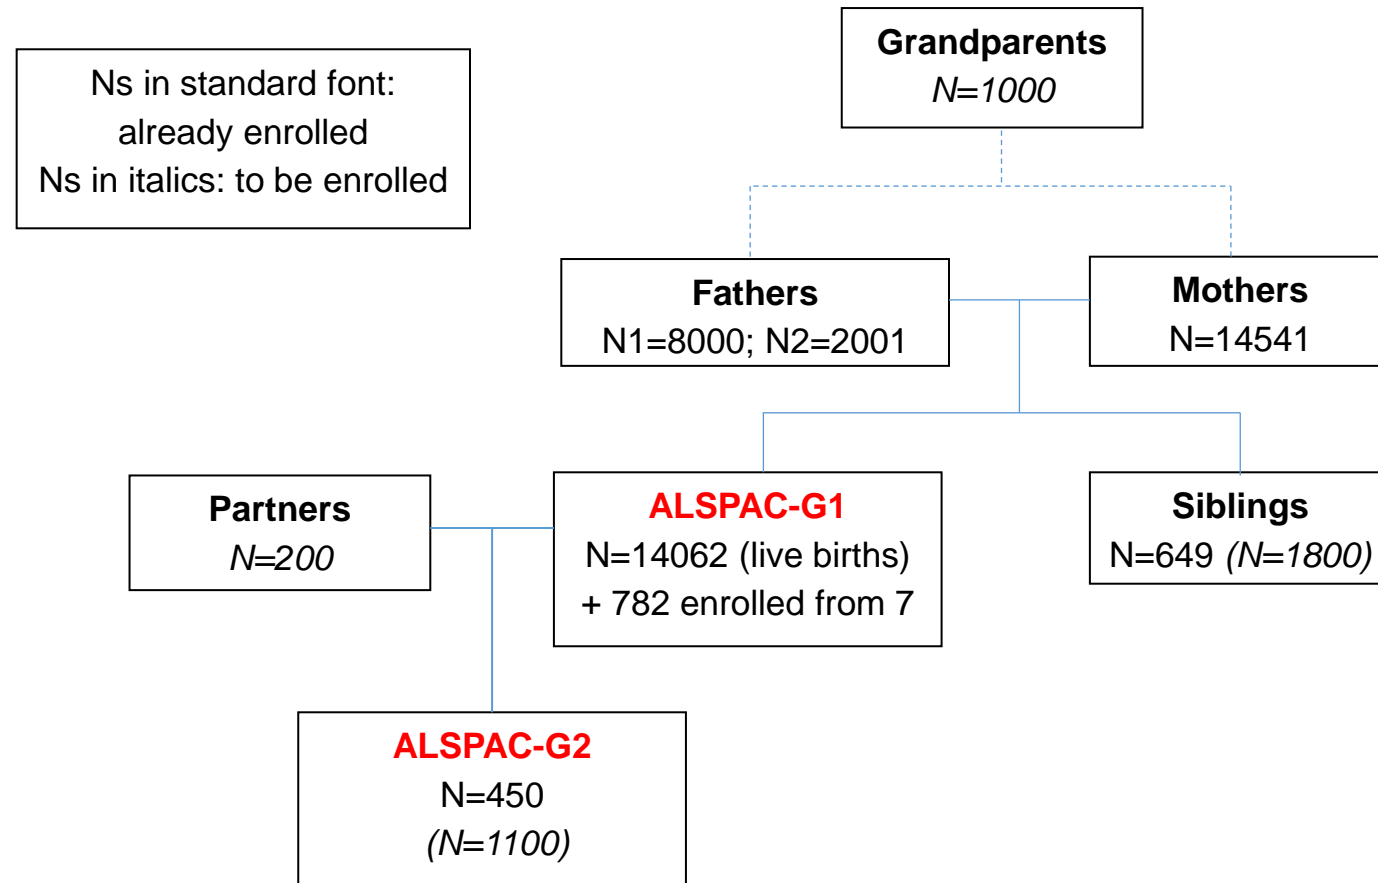 Ns in standard font:
already enrolled
Ns in italics: to be enrolled
Grandparents
N=1000
Fathers
N1=8000; N2=2001
Mothers
N=14541
Partners
N=200
ALSPAC-G1
N=14062 (live births)
+ 782 enrolled from 7
Siblings
N=649 (N=1800)
ALSPAC-G2
N=450
(N=1100)